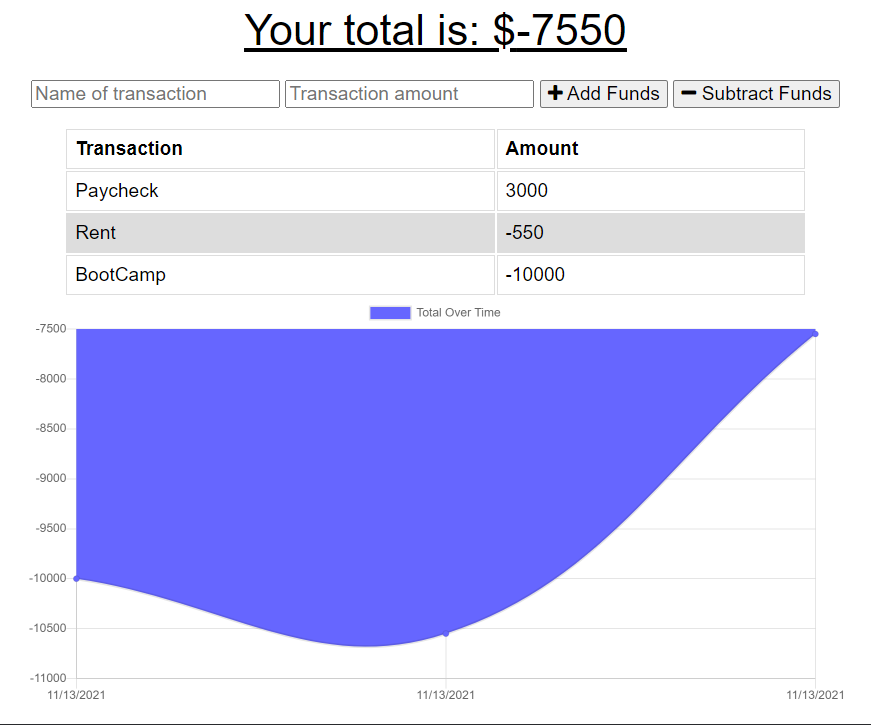 Your total is: $-7550
Name of transaction Transaction amount Add Funds Subtract Funds
Transaction Amount
Paycheck 3000
Rent -550
BootCamp -10000
Total Over Time
-7500
-8000
-8500
-9000
-9500
-10000
-10500
-11000
11/13/2021 11/13/2021 11/13/2021